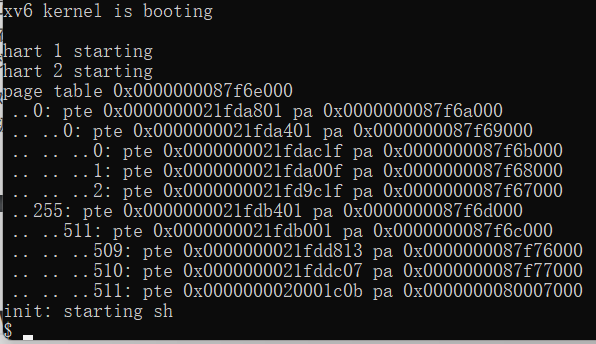 xv6 kernel is booting
hart 1 starting
hart 2 starting
page table 0x0000000087f6e000
..0: pte 0x0000000021fda801 pa 0x0000000087f6a000
.. ..0: pte 0x0000000021fda401 pa 0x0000000087f69000
.. .. ..0: pte 0x0000000021fdac1f pa 0x0000000087f6b000
.. .. ..1: pte 0x0000000021fda00f pa 0x0000000087f68000
.. .. ..2: pte 0x0000000021fd9c1f pa 0x0000000087f67000
..255: pte 0x0000000021fdb401 pa 0x0000000087f6d000
.. ..511: pte 0x0000000021fdb001 pa 0x0000000087f6c000
.. .. ..509: pte 0x0000000021fdd813 pa 0x0000000087f76000
.. .. ..510: pte 0x0000000021fddc07 pa 0x0000000087f77000
.. .. ..511: pte 0x0000000020001c0b pa 0x0000000080007000
init: starting sh
$